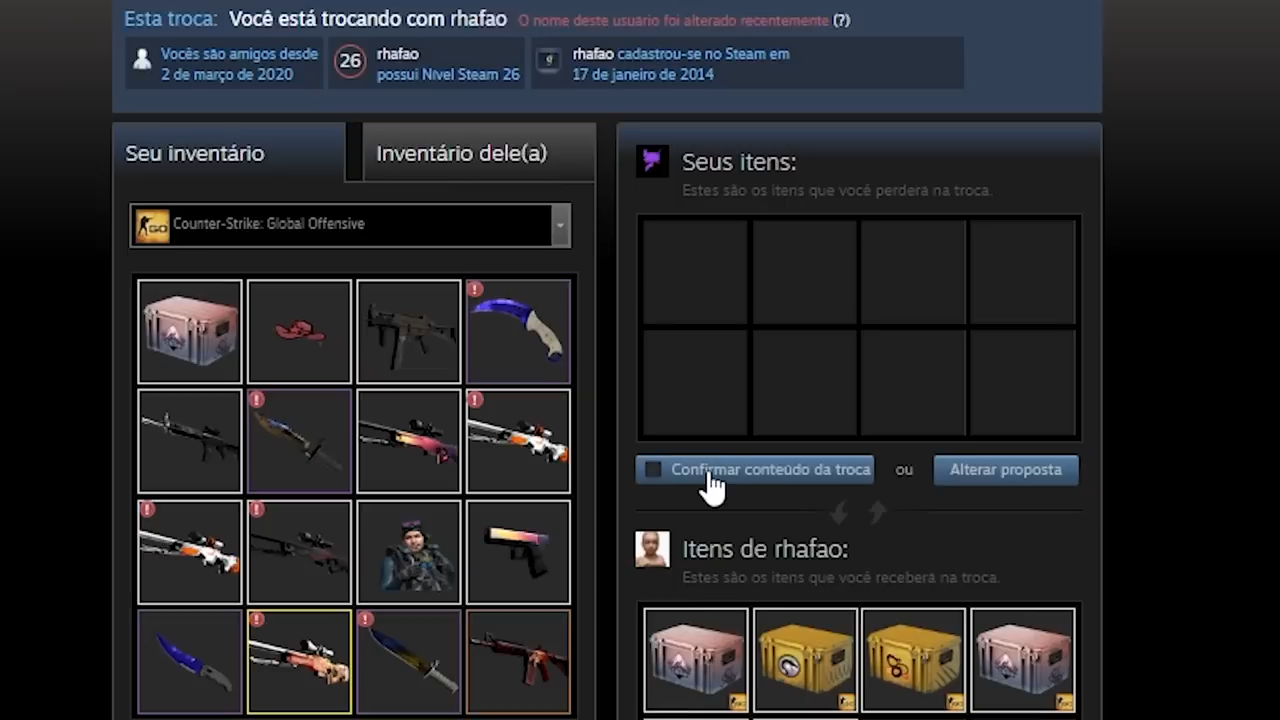 Esta troca: Você está trocando com rhafao O nome deste usuário foi alterado recentemente (?)
Vocês são amigos desde
2 de março de 2020
26
rhafao
possui Nível Steam 26
rhafao cadastrou-se no Steam em
17 de janeiro de 2014
Seu inventário
Inventário dele(a)
Counter-Strike: Global Offensive
Seus itens:
Estes são os itens que você perderá na troca.
Confirmar conteúdo da troca ou Alterar proposta
Itens de rhafao:
Estes são os itens que você receberá na troca.